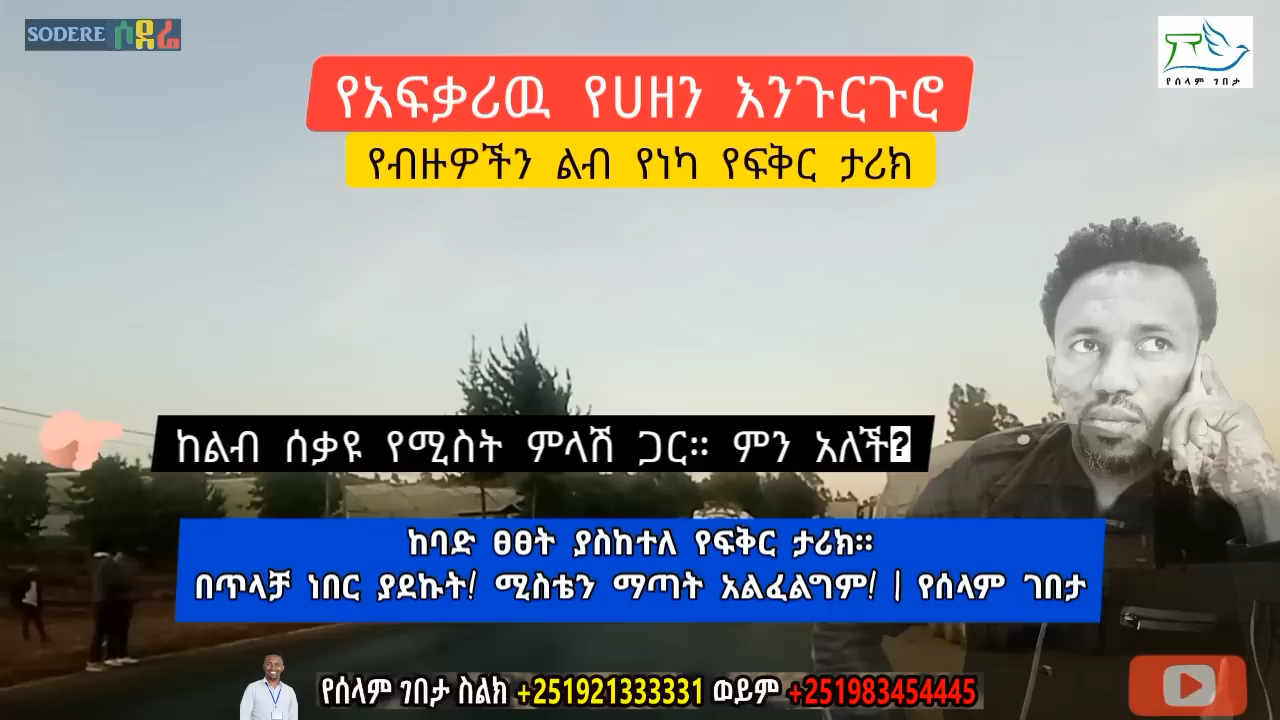 SODERE ሶደሬ
የሰላም ገበታ
የአፍቃሪዉ የሀዘን እንጉርጉሮ
የብዙዎችን ልብ የነካ የፍቅር ታሪክ
ከልብ ሰቃዩ የሚስት ምላሽ ጋር። ምን አለች
ከባድ ፀፀት ያስከተለ የፍቅር ታሪክ።
በጥላቻ ነበር ያደኩት! ሚስቴን ማጣት አልፈልግም! | የሰላም ገበታ
የሰላም ገበታ ስልክ +251921333331 ወይም +251983454445